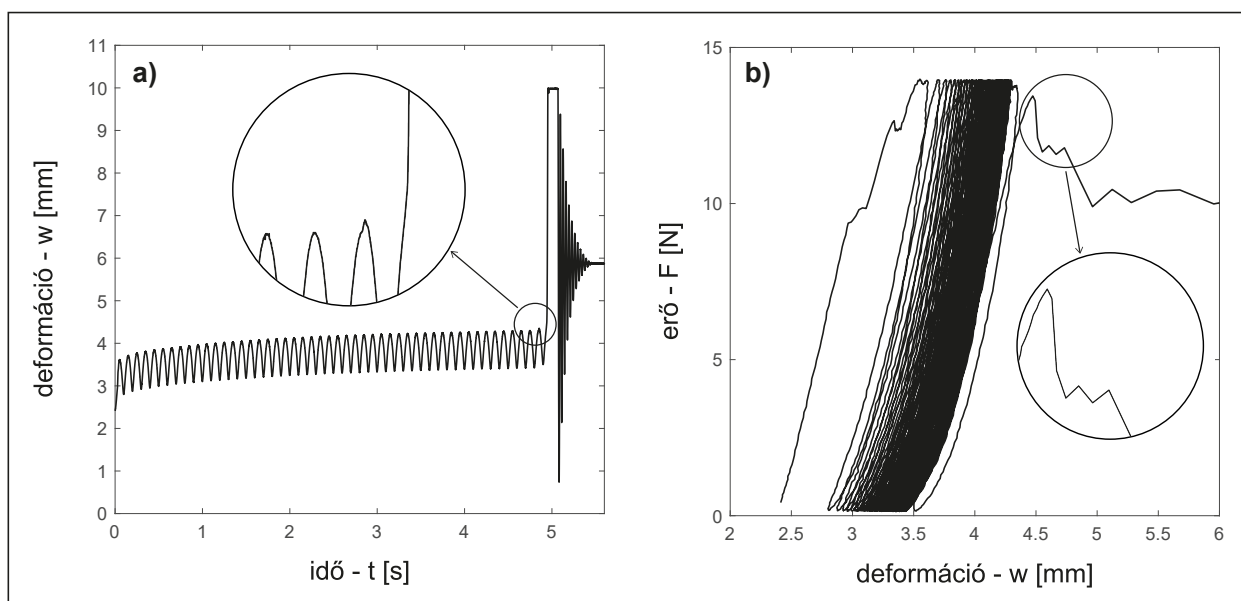 a)
11
10
9
8
7
6
5
4
3
2
1
0
0 1 2 3 4 5
deformáció - w [mm]
idő - t [s]
b)
15
10
5
0
2 2.5 3 3.5 4 4.5 5 5.5 6
erő - F [N]
deformáció - w [mm]